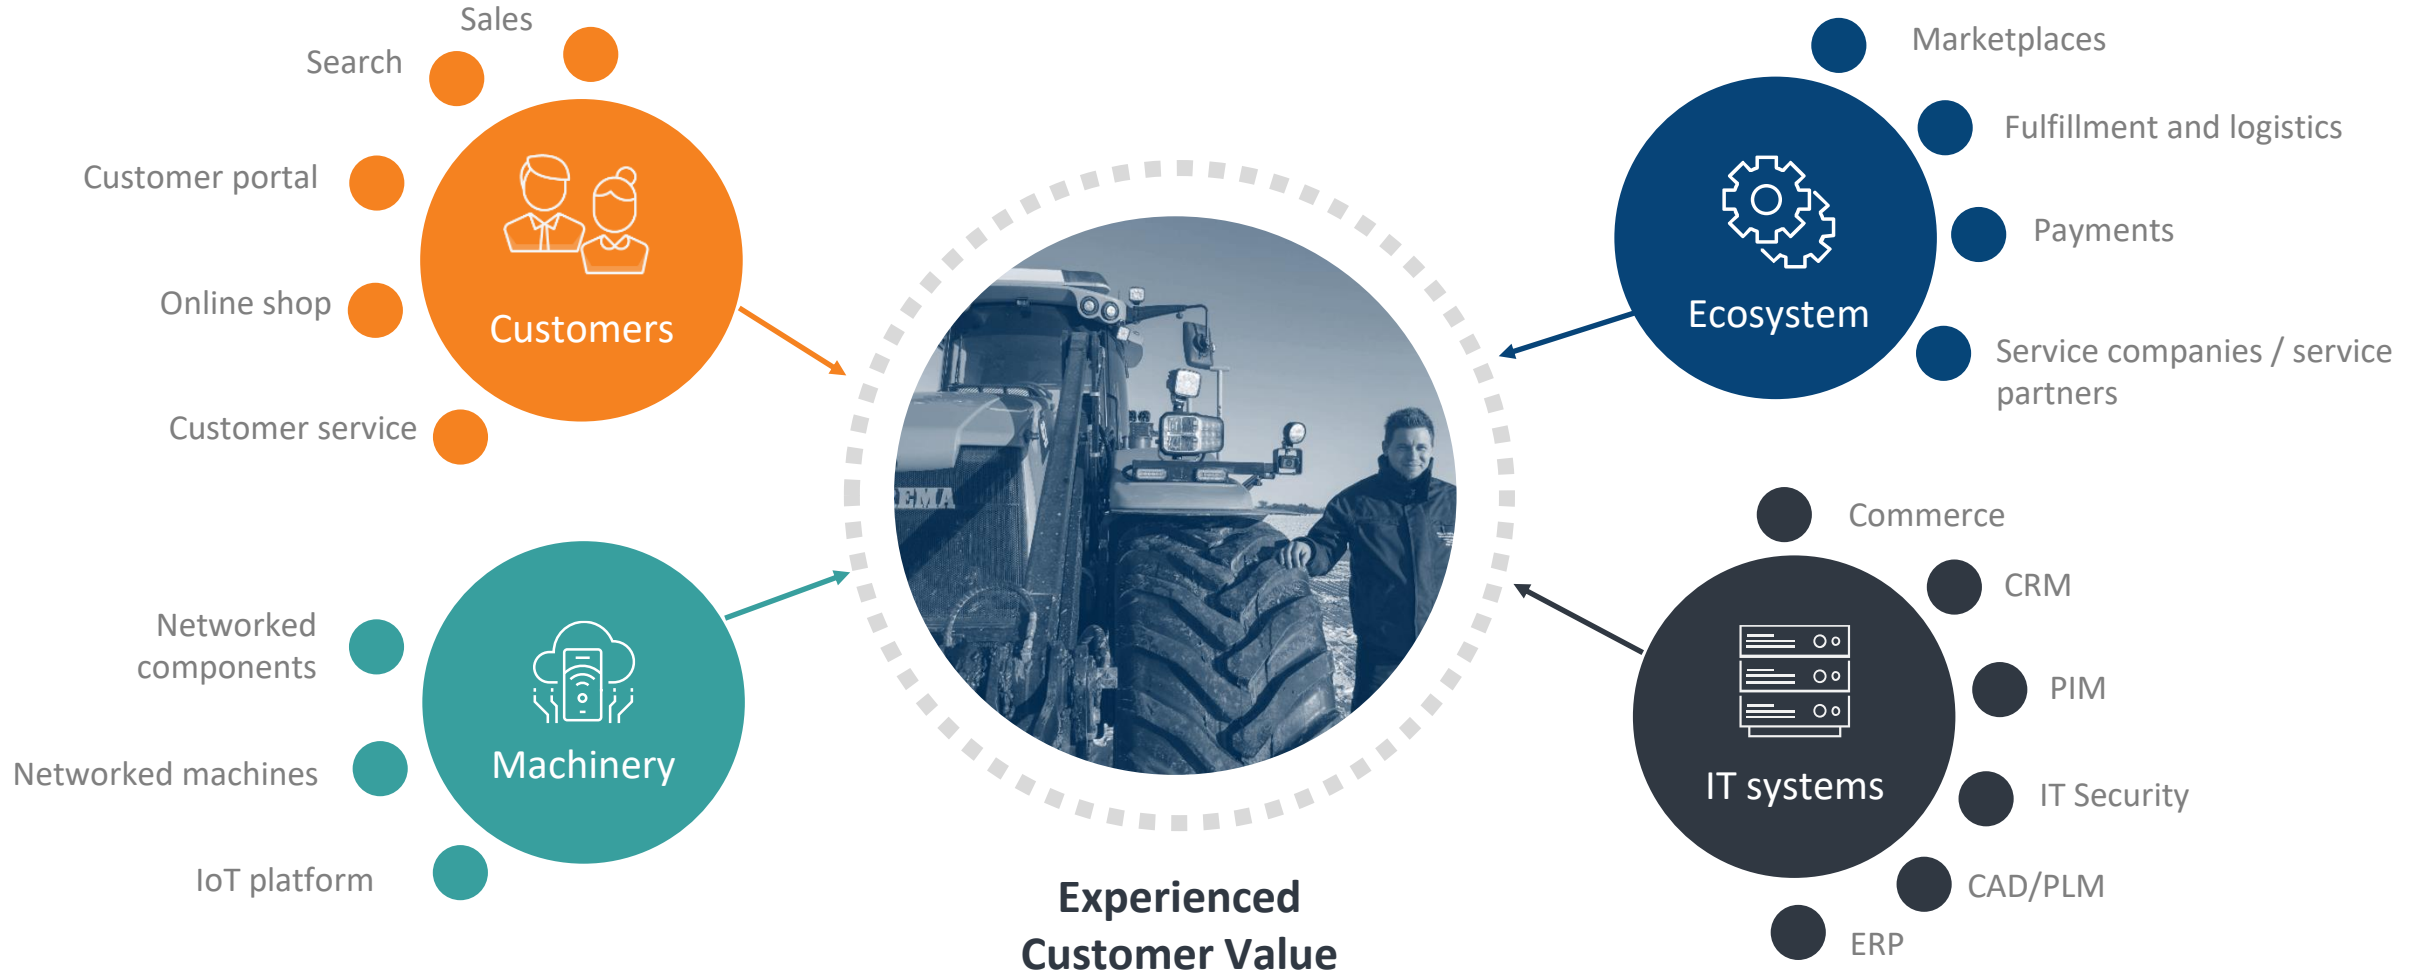 Sales
Search
Customer portal
Online shop
Customer service
Customers
Networked
components
Networked machines
IoT platform
Machinery
EMA
Experienced
Customer Value
Marketplaces
Fulfillment and logistics
Payments
Service companies / service
partners
Ecosystem
Commerce
CRM
PIM
IT Security
CAD/PLM
ERP
IT systems